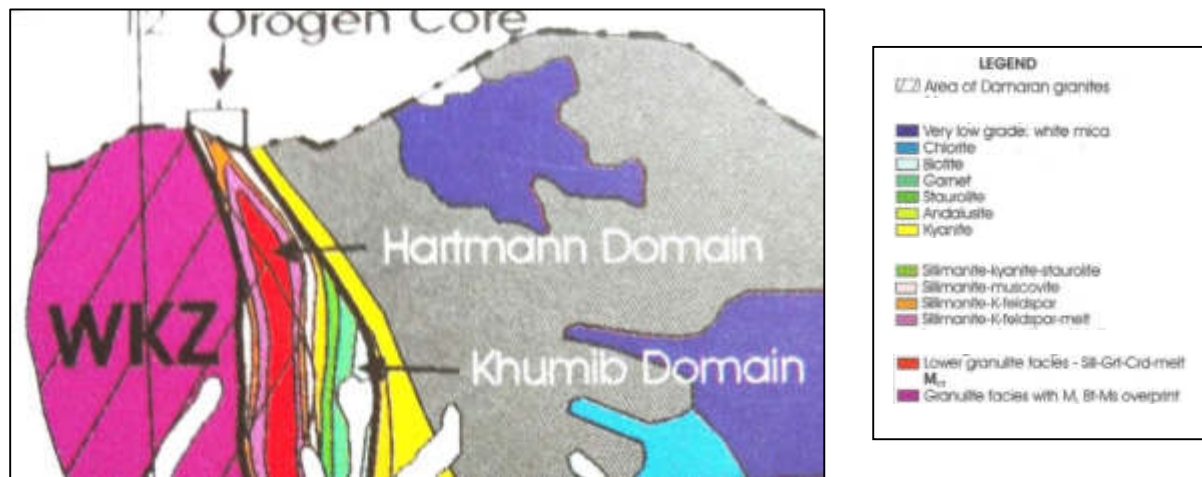 Orogen Core
Hartmann Domain
WKZ
Khumib Domain
LEGEND
Area of Damaran granites
Very low grade: white mica
Chlorite
Biotite
Garnet
Staurolite
Andalusite
Kyanite
Sillimanite-kyanite-staurolite
Sillimanite-muscovite
Sillimanite-K-feldspar
Sillimanite-K-feldspar-melt
Lower granulite facies - Sill-Grt-Crd-melt
Granulite facies with M, Bt-Ms overprint